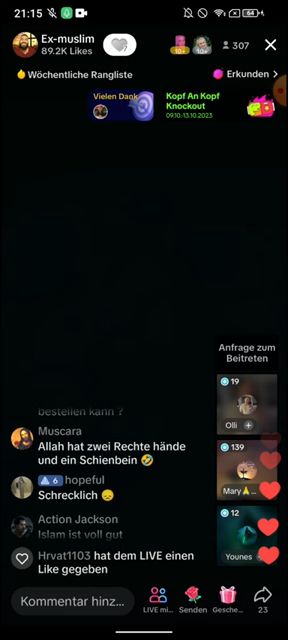 21:15
64
Ex-muslim
89.2K Likes
10+
10+
307
Wöchentliche Rangliste
Erkunden >
Vielen Dank
Kopf An Kopf
Knockout
09.10-13.10.2023
Anfrage zum
Beitreten
19
Olli +
139
Mary🙏...
12
Younes +
bestellen kann ?
Muscara
Allah hat zwei Rechte hände
und ein Schienbein 🤣
6 hopeful
Schrecklich 😞
Action Jackson
Islam ist voll gut
Hrvat1103 hat dem LIVE einen
Like gegeben
Kommentar hinz...
LIVE mi...
Senden
Gesche...
23